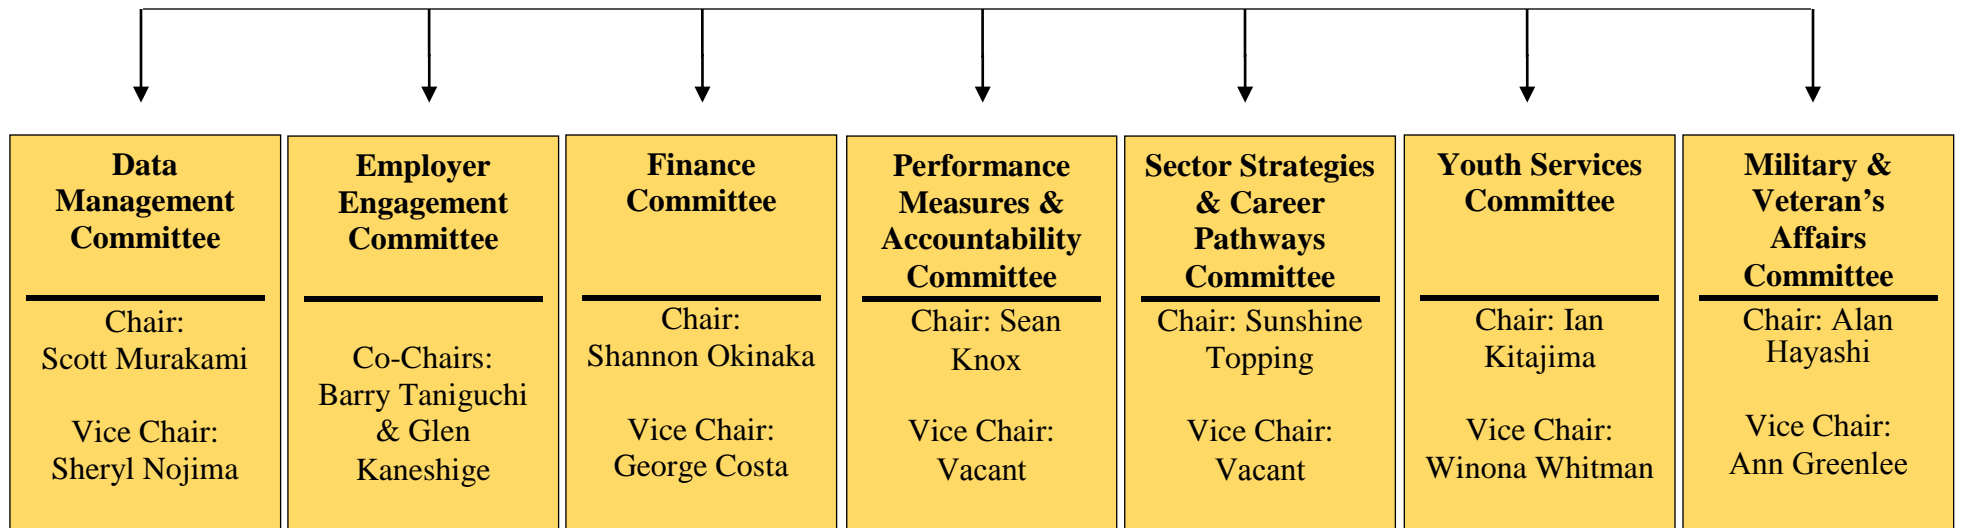 Data
Management
Committee
Chair:
Scott Murakami
Vice Chair:
Sheryl Nojima
Employer
Engagement
Committee
Co-Chairs:
Barry Taniguchi
& Glen
Kaneshige
Finance
Committee
Chair:
Shannon Okinaka
Vice Chair:
George Costa
Performance
Measures &
Accountability
Committee
Chair: Sean
Knox
Vice Chair:
Vacant
Sector Strategies
& Career
Pathways
Committee
Chair: Sunshine
Topping
Vice Chair:
Vacant
Youth Services
Committee
Chair: Ian
Kitajima
Vice Chair:
Winona Whitman
Military &
Veteran’s
Affairs
Committee
Chair: Alan
Hayashi
Vice Chair:
Ann Greenlee